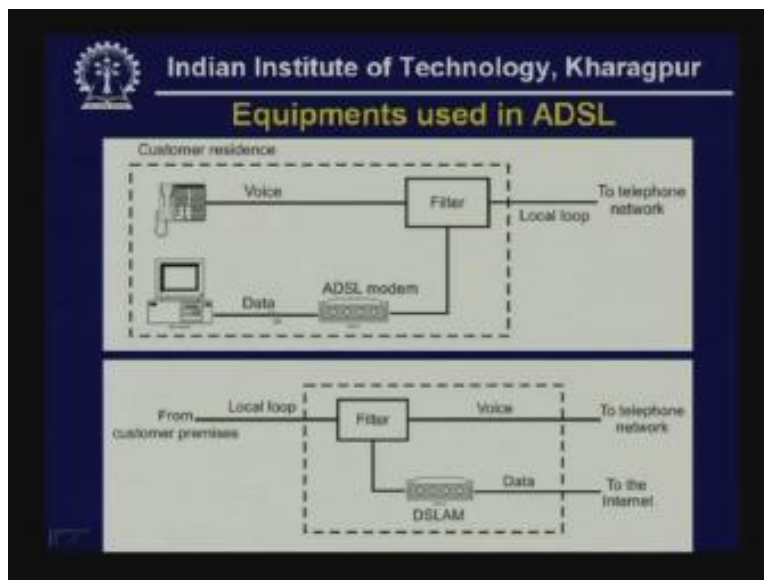 Indian Institute of Technology, Kharagpur
Equipments used in ADSL
Customer residence
Voice
Filter
To telephone
network
Local loop
ADSL modem
Data
From
customer premises
Local loop
Filter
Voice
To telephone
network
Data
To the
Internet
DSLAM